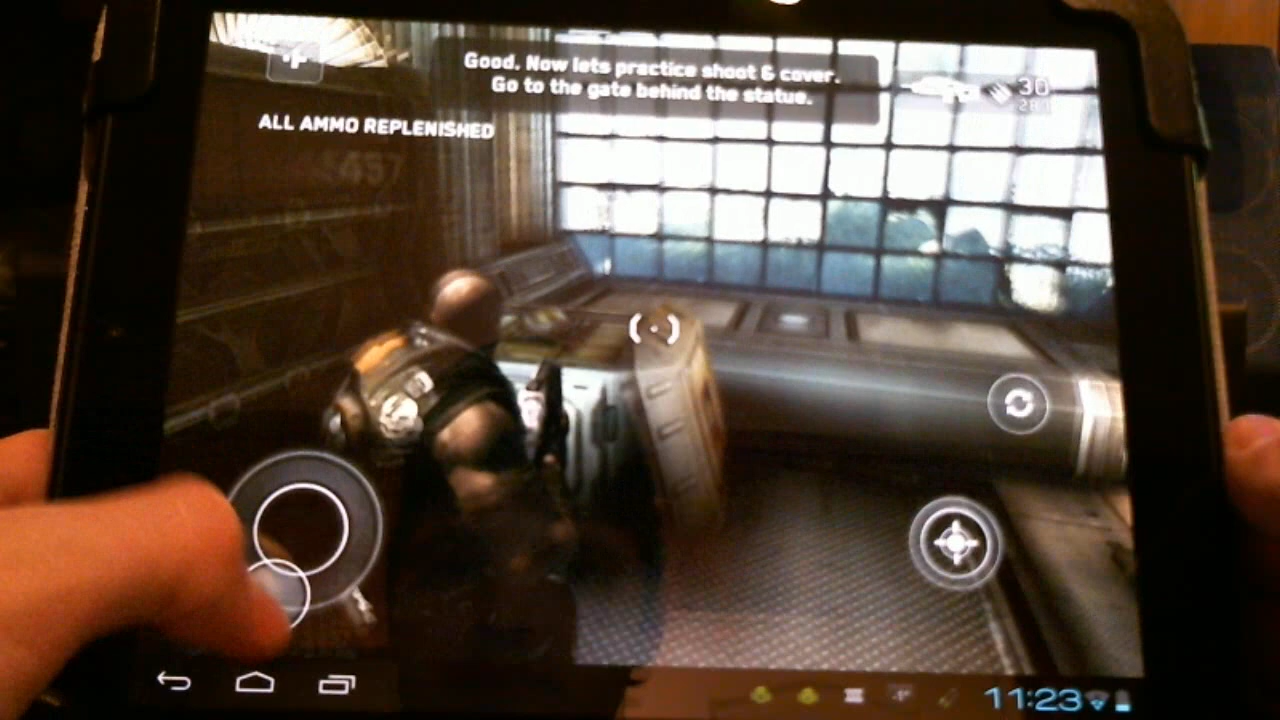 Good. Now lets practice shoot & cover.
Go to the gate behind the statue.
30
ALL AMMO REPLENISHED
11:23